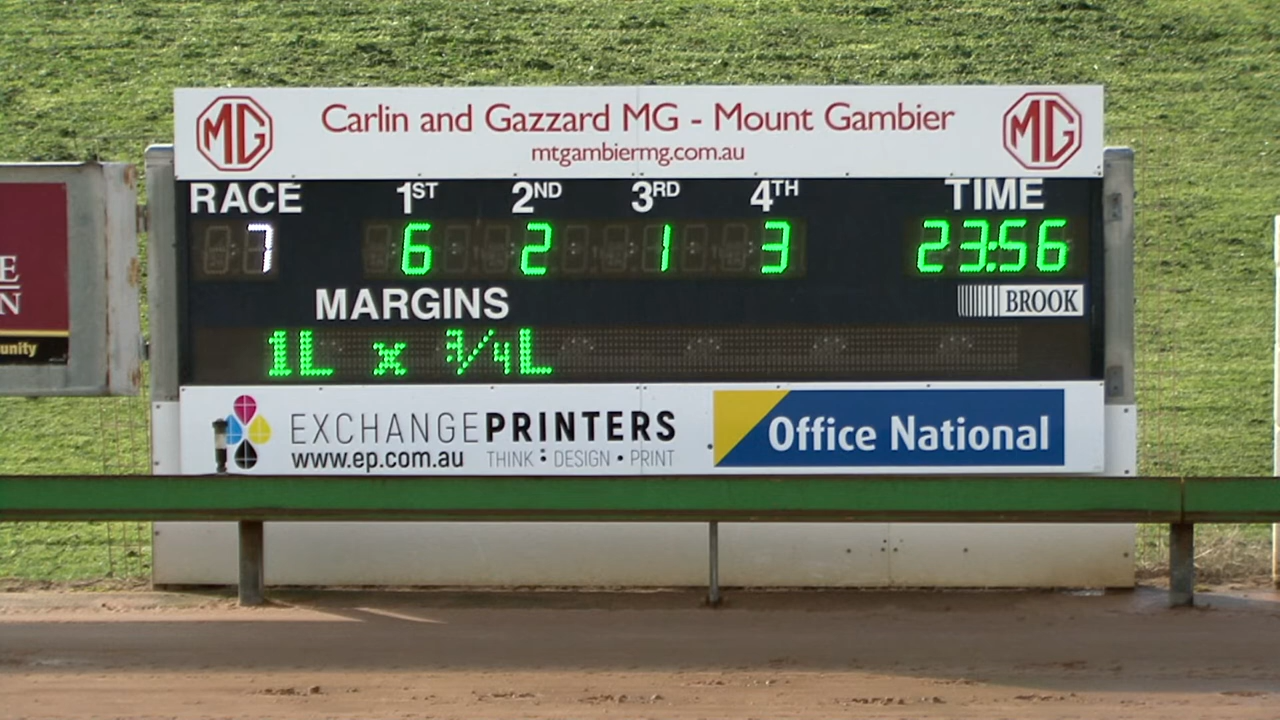 MG Carlin and Gazzard MG - Mount Gambier MG
mtgambiermg.com.au
RACE 1ST 2ND 3RD 4TH TIME
7 6 2 1 3 23:56
MARGINS BROOK
1L x ¾L
E
N
unity
EXCHANGEPRINTERS
www.ep.com.au THINK : DESIGN • PRINT
Office National